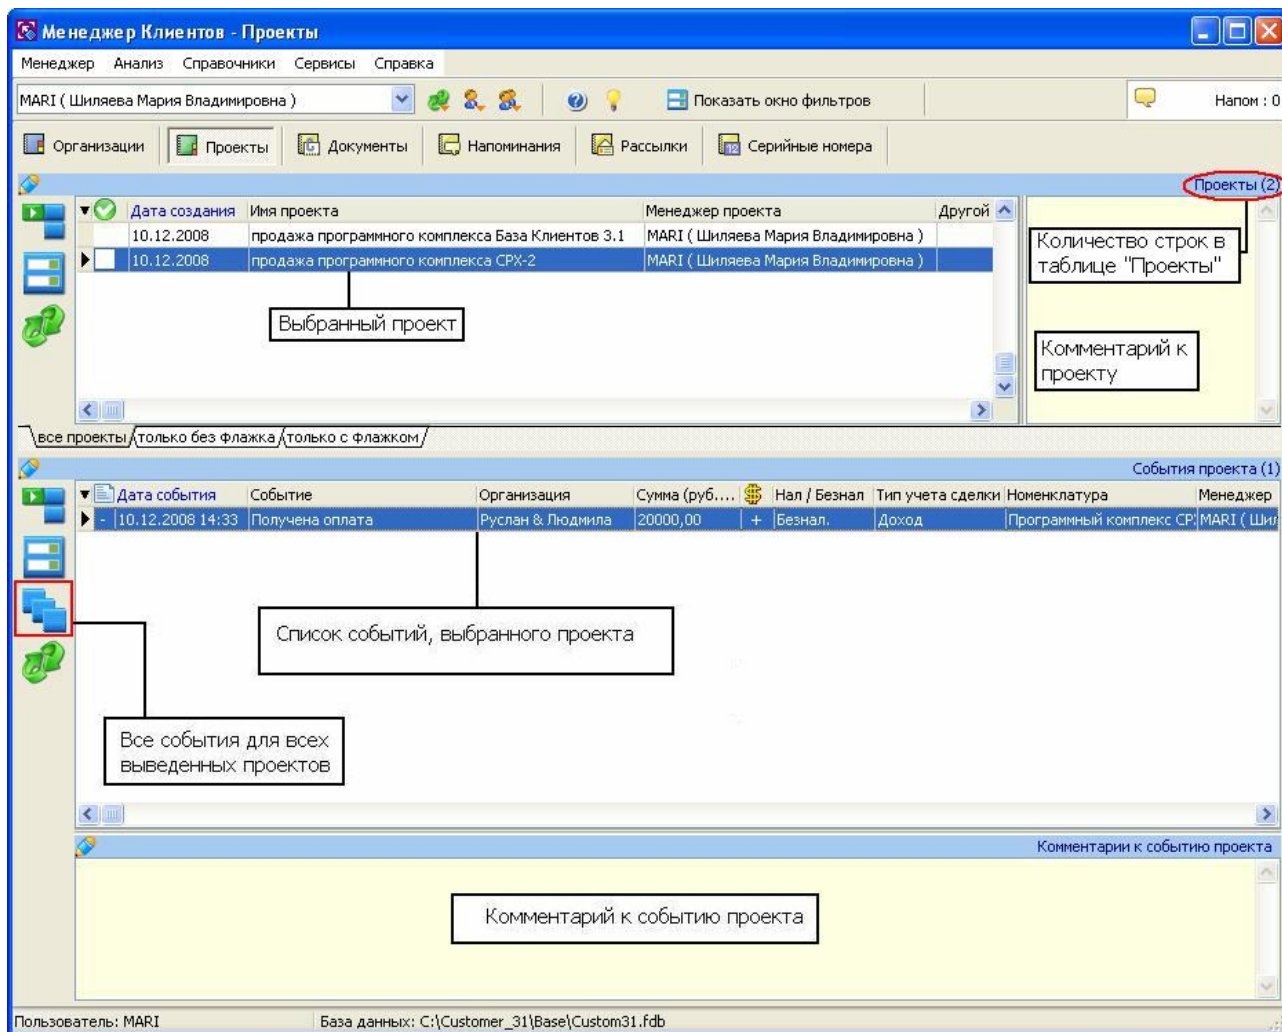 Менеджер Клиентов - Проекты
Менеджер Анализ Справочники Сервисы Справка
MARI ( Шиляева Мария Владимировна ) Показать окно фильтров Напом : 0
Организации Проекты Документы Напоминания Рассылки Серийные номера
Проекты (2)
Дата создания Имя проекта Менеджер проекта Другой
10.12.2008 продажа программного комплекса База Клиентов 3.1 MARI ( Шиляева Мария Владимировна )
10.12.2008 продажа программного комплекса СРХ-2 MARI ( Шиляева Мария Владимировна )
Количество строк в
таблице "Проекты"
Выбранный проект
Комментарий к
проекту
все проекты только без флажка только с флажком
События проекта (1)
Дата события Событие Организация Сумма (руб.... Нал / Безнал Тип учета сделки Номенклатура Менеджер
- 10.12.2008 14:33 Получена оплата Руслан & Людмила 20000,00 + Безнал. Доход Программный комплекс СР MARI ( Шил
Список событий, выбранного проекта
Все события для всех
выведенных проектов
Комментарии к событию проекта
Комментарий к событию проекта
Пользователь: MARI База данных: C:\Customer_31\Base\Custom31.fdb